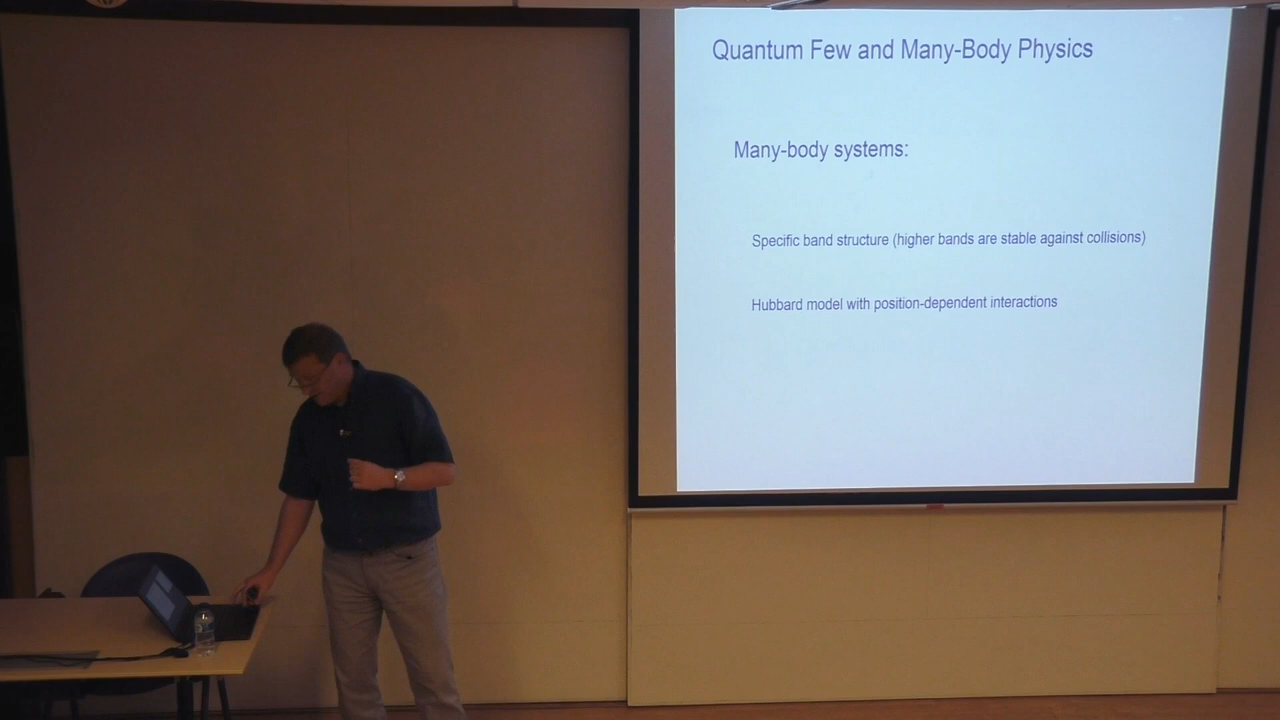 Quantum Few and Many-Body Physics
Many-body systems:
Specific band structure (higher bands are stable against collisions)
Hubbard model with position-dependent interactions